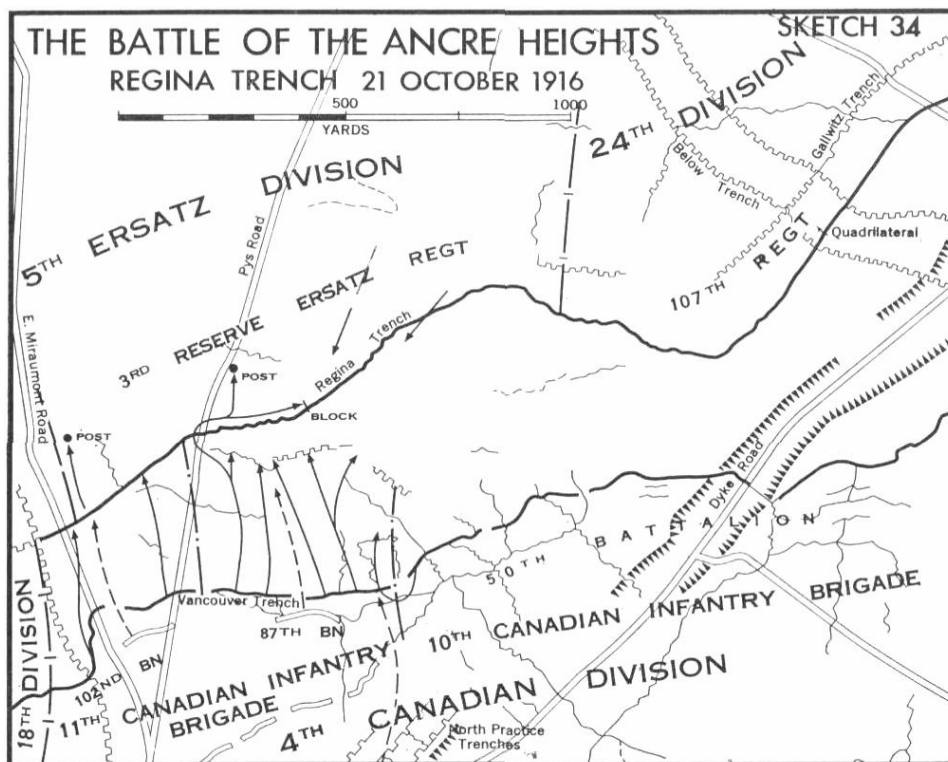 THE BATTLE OF THE ANCRE HEIGHTS
SKETCH 34
REGINA TRENCH 21 OCTOBER 1916
500
1000
YARDS
24TH DIVISION
Gallwitz Trench
Below Trench
5TH ERSATZ DIVISION
Pys Road
107TH REGT
Quadrilateral
3RD RESERVE ERSATZ REGT
E. Miraumont Road
Regina Trench
POST
BLOCK
POST
Dyke Road
50TH BATTALION
Vancouver Trench
87TH BN
102ND BN
18TH DIVISION
10TH CANADIAN INFANTRY BRIGADE
11TH CANADIAN INFANTRY BRIGADE
4TH CANADIAN DIVISION
North Practice
Trenches